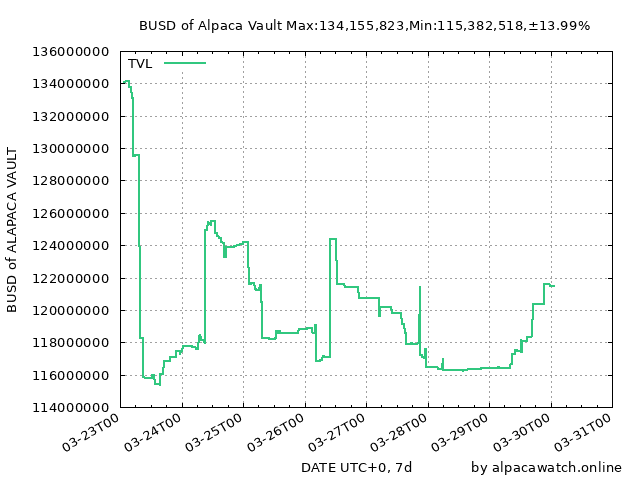 BUSD of Alpaca Vault Max:134,155,823,Min:115,382,518,±13.99%
136000000
TVL
134000000
132000000
130000000
128000000
126000000
124000000
122000000
120000000
118000000
116000000
114000000
BUSD of ALAPACA VAULT
03-23T00
03-24T00
03-25T00
03-26T00
03-27T00
03-28T00
03-29T00
03-30T00
03-31T00
DATE UTC+0, 7d
by alpacawatch.online